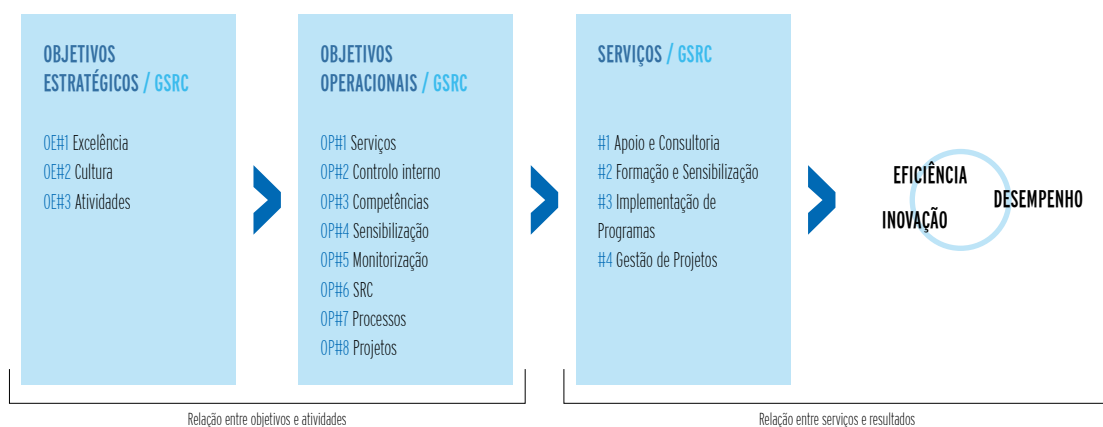 OBJETIVOS
ESTRATÉGICOS / GSRC
OE#1 Excelência
OE#2 Cultura
OE#3 Atividades
OBJETIVOS
OPERACIONAIS / GSRC
OP#1 Serviços
OP#2 Controlo interno
OP#3 Competências
OP#4 Sensibilização
OP#5 Monitorização
OP#6 SRC
OP#7 Processos
OP#8 Projetos
SERVIÇOS / GSRC
#1 Apoio e Consultoria
#2 Formação e Sensibilização
#3 Implementação de
Programas
#4 Gestão de Projetos
EFICIÊNCIA
DESEMPENHO
INOVAÇÃO
Relação entre objetivos e atividades
Relação entre serviços e resultados